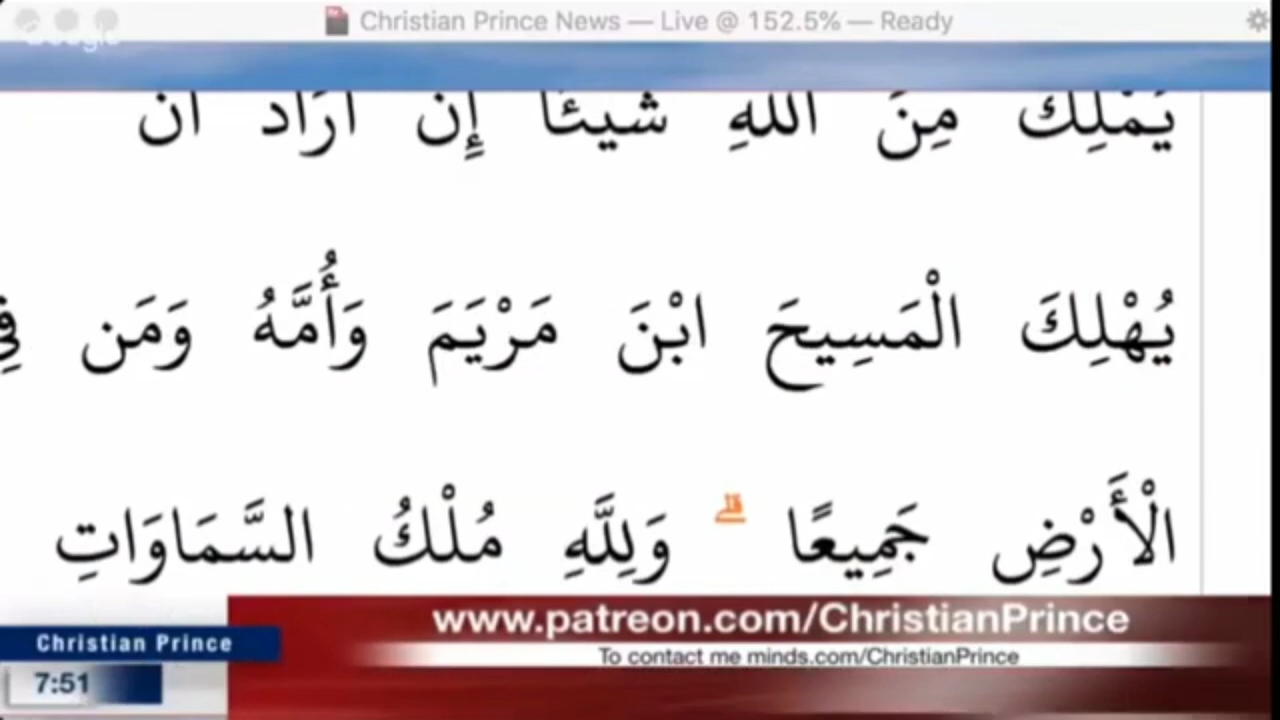 Christian Prince News — Live @ 152.5% — Ready
Google
يَمْلِكُ مِنَ اللَّهِ شَيْئًا إِنْ أَرَادَ أَن
يُهْلِكَ الْمَسِيحَ ابْنَ مَرْيَمَ وَأُمَّهُ وَمَن فِي
الْأَرْضِ جَمِيعًا ۗ وَلِلَّهِ مُلْكُ السَّمَاوَاتِ
www.patreon.com/ChristianPrince
Christian Prince
To contact me minds.com/ChristianPrince
7:51